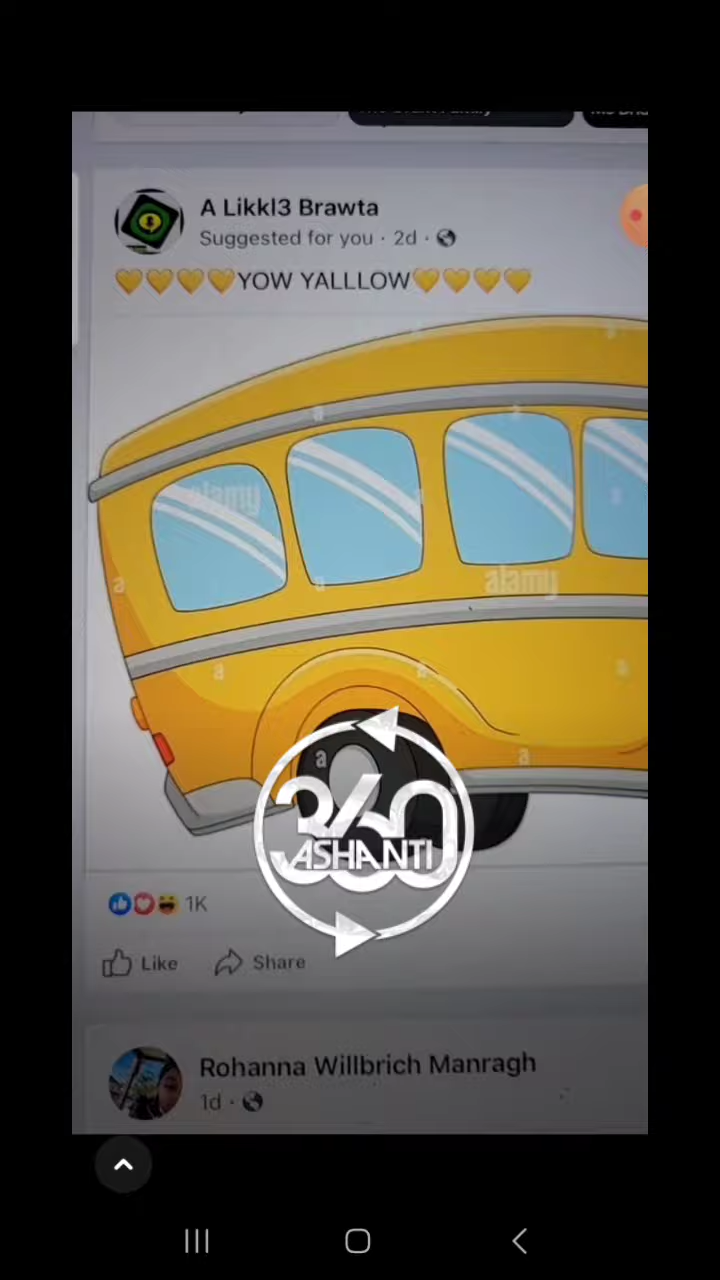 A Likkl3 Brawta
Suggested for you · 2d ·
💛💛💛💛YOW YALLLOW💛💛💛💛
alamy
a
a
a
alamy
a
a
a
a
a
360
ASHANTI
1K
Like
Share
Rohanna Willbrich Manragh
1d ·